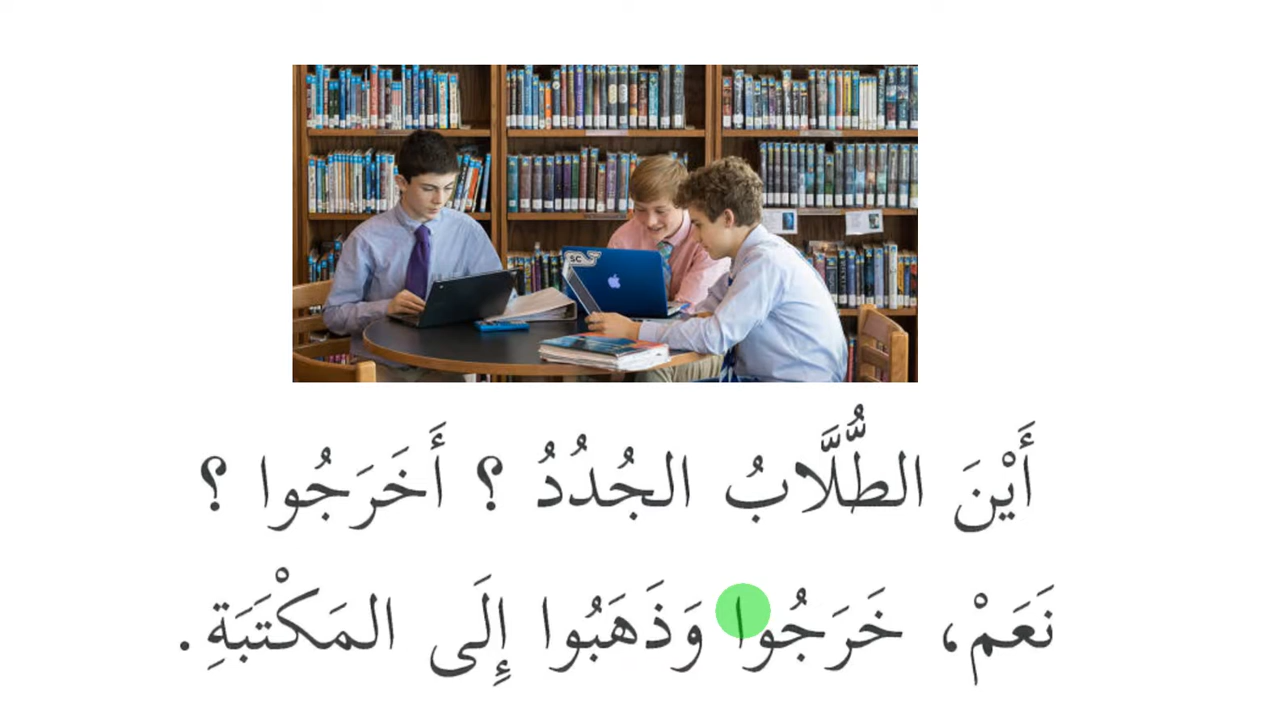 أَيْنَ الطُّلَّابُ الجُدُدُ ؟ أَخَرَجُوا ؟
نَعَمْ، خَرَجُوا وَذَهَبُوا إِلَى المَكْتَبَةِ.